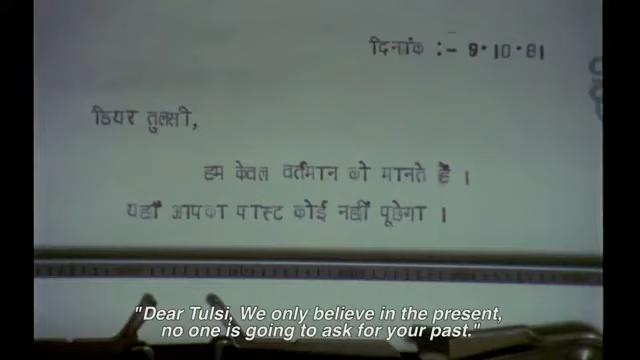 दिनांक :- 9·10·81
डियर तुलसी,
हम केवल वर्तमान को मानते हैं ।
यहाँ आपका पास्ट कोई नहीं पूछेगा ।
"Dear Tulsi, We only believe in the present,
no one is going to ask for your past."